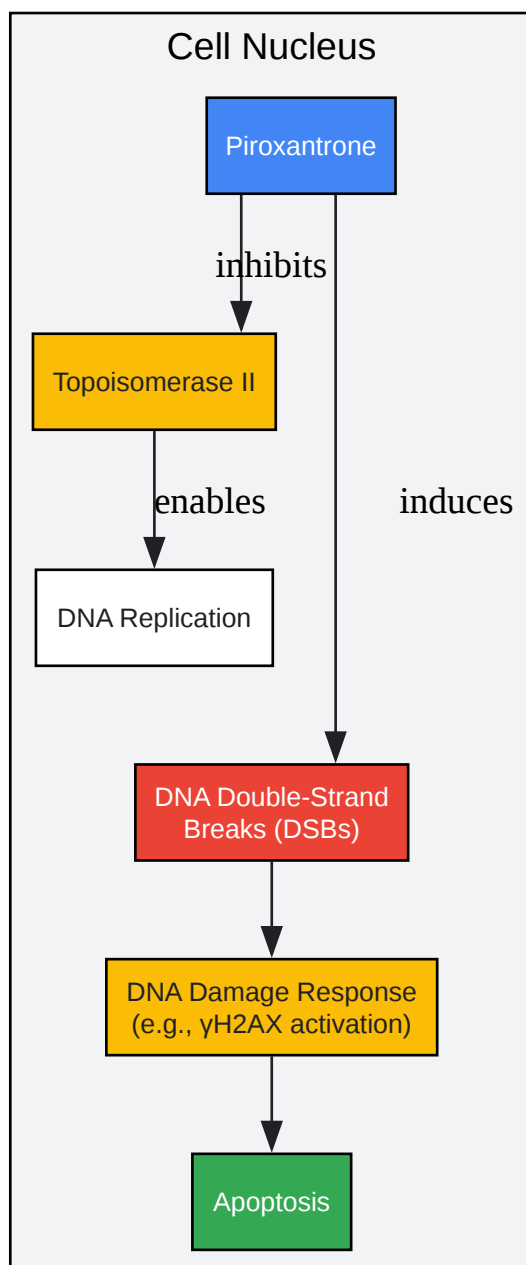 Cell Nucleus
Piroxantrone
inhibits
Topoisomerase II
enables
induces
DNA Replication
DNA Double-Strand
Breaks (DSBs)
DNA Damage Response
(e.g., γH2AX activation)
Apoptosis